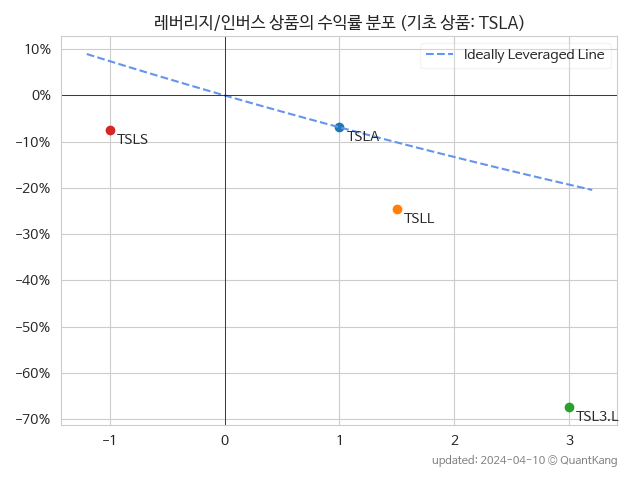 레버리지/인버스 상품의 수익률 분포 (기초 상품: TSLA)
10%
Ideally Leveraged Line
0%
−10%
TSLS
TSLA
−20%
TSLL
−30%
−40%
−50%
−60%
−70%
TSL3.L
−1 0 1 2 3
updated: 2024-04-10 ⓒ QuantKang